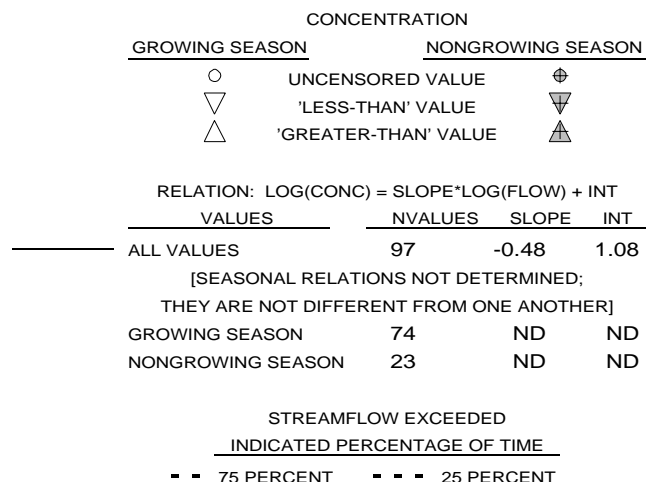 CONCENTRATION
GROWING SEASON NONGROWING SEASON
UNCENSORED VALUE
'LESS-THAN' VALUE
'GREATER-THAN' VALUE
RELATION: LOG(CONC) = SLOPE*LOG(FLOW) + INT
VALUES NVALUES SLOPE INT
ALL VALUES 97 -0.48 1.08
[SEASONAL RELATIONS NOT DETERMINED;
THEY ARE NOT DIFFERENT FROM ONE ANOTHER]
GROWING SEASON 74 ND ND
NONGROWING SEASON 23 ND ND
STREAMFLOW EXCEEDED
INDICATED PERCENTAGE OF TIME
75 PERCENT 25 PERCENT